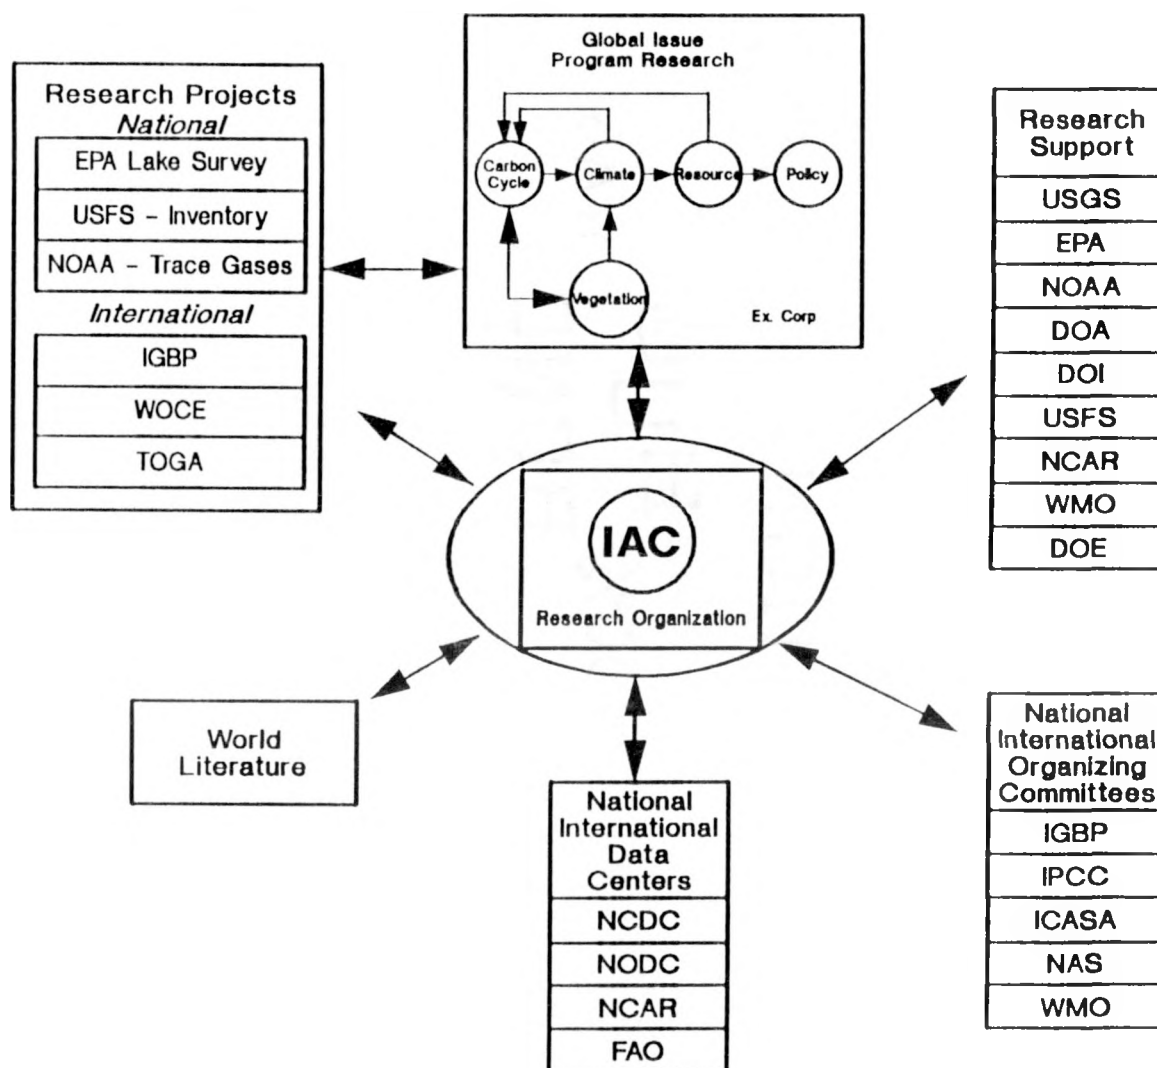 Global Issue
Program Research
Carbon
Cycle
Climate
Resource
Policy
Vegetation
Ex. Corp
Research Projects
National
EPA Lake Survey
USFS - Inventory
NOAA - Trace Gases
International
IGBP
WOCE
TOGA
Research
Support
USGS
EPA
NOAA
DOA
DOI
USFS
NCAR
WMO
DOE
IAC
Research Organization
World
Literature
National
International
Data
Centers
NCDC
NODC
NCAR
FAO
National
International
Organizing
Committees
IGBP
IPCC
ICASA
NAS
WMO